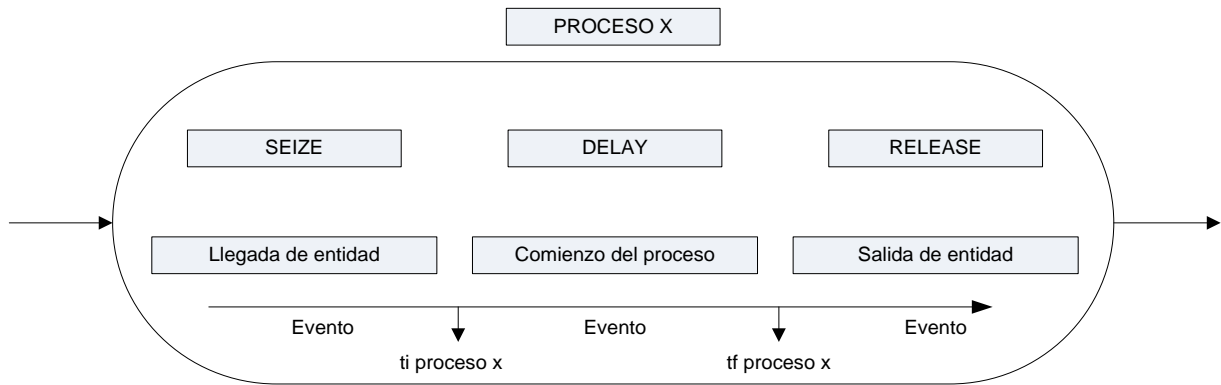 PROCESO X
SEIZE
DELAY
RELEASE
Llegada de entidad
Comienzo del proceso
Salida de entidad
Evento
Evento
Evento
ti proceso x
tf proceso x